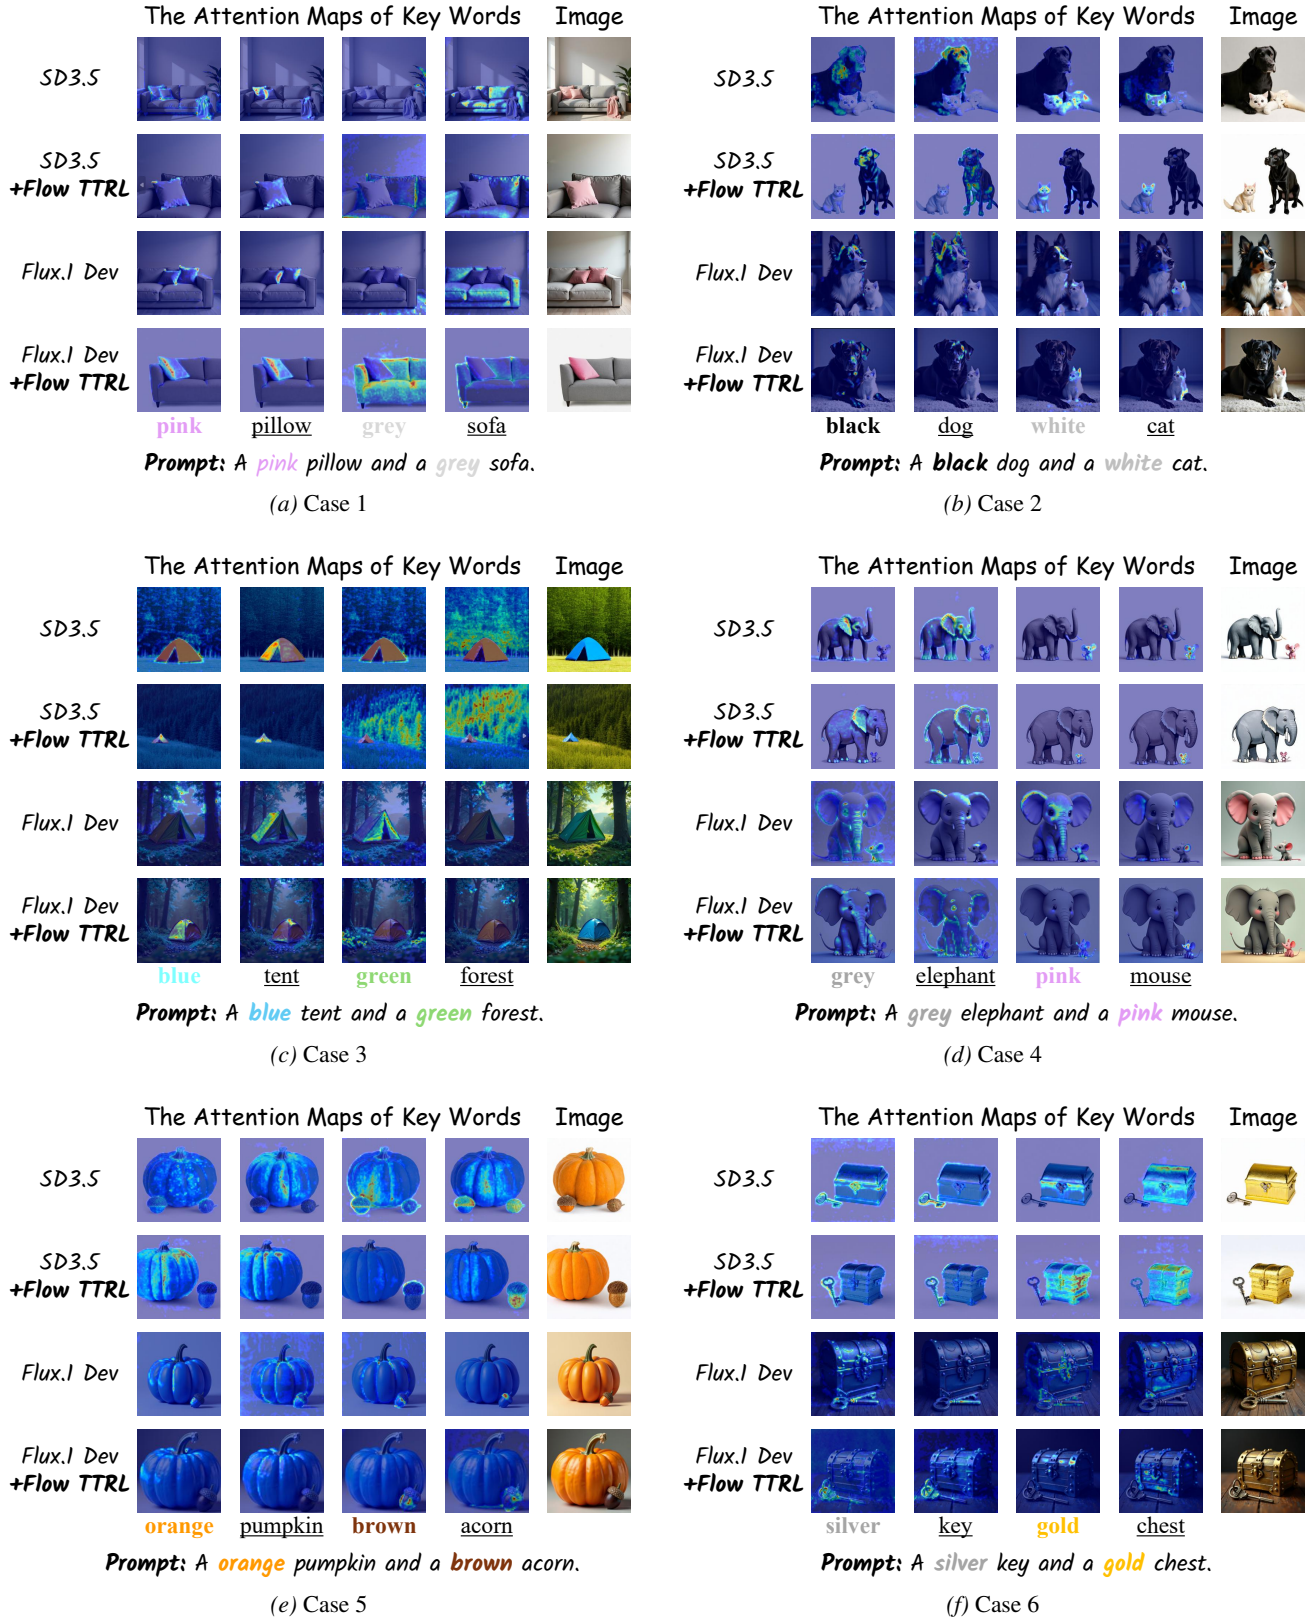 The Attention Maps of Key Words Image
SD3.5
SD3.5
+Flow TTRL
Flux.1 Dev
Flux.1 Dev
+Flow TTRL
pink pillow grey sofa
Prompt: A pink pillow and a grey sofa.
(a) Case 1
The Attention Maps of Key Words Image
SD3.5
SD3.5
+Flow TTRL
Flux.1 Dev
Flux.1 Dev
+Flow TTRL
black dog white cat
Prompt: A black dog and a white cat.
(b) Case 2
The Attention Maps of Key Words Image
SD3.5
SD3.5
+Flow TTRL
Flux.1 Dev
Flux.1 Dev
+Flow TTRL
blue tent green forest
Prompt: A blue tent and a green forest.
(c) Case 3
The Attention Maps of Key Words Image
SD3.5
SD3.5
+Flow TTRL
Flux.1 Dev
Flux.1 Dev
+Flow TTRL
grey elephant pink mouse
Prompt: A grey elephant and a pink mouse.
(d) Case 4
The Attention Maps of Key Words Image
SD3.5
SD3.5
+Flow TTRL
Flux.1 Dev
Flux.1 Dev
+Flow TTRL
orange pumpkin brown acorn
Prompt: A orange pumpkin and a brown acorn.
(e) Case 5
The Attention Maps of Key Words Image
SD3.5
SD3.5
+Flow TTRL
Flux.1 Dev
Flux.1 Dev
+Flow TTRL
silver key gold chest
Prompt: A silver key and a gold chest.
(f) Case 6